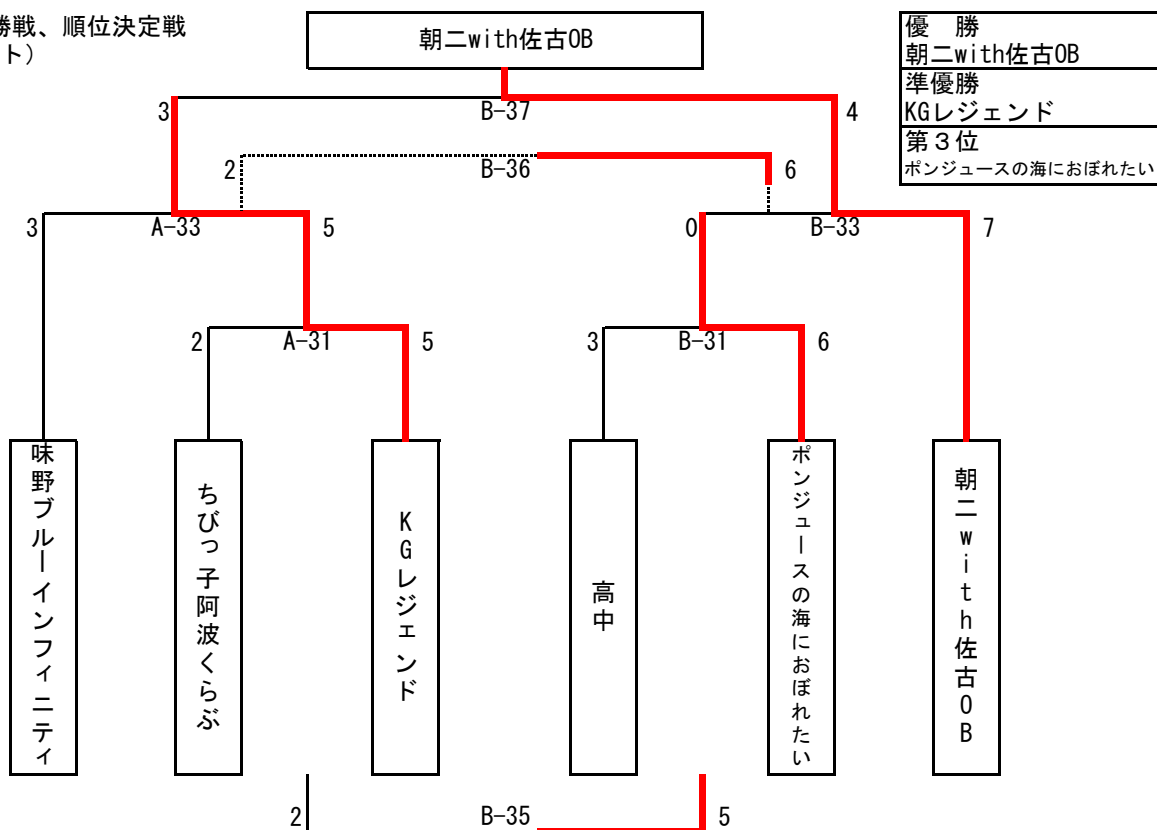 勝戦、順位決定戦
ト）
朝二with佐古OB
優　勝
朝二with佐古OB
準優勝
KGレジェンド
第３位
ポンジュースの海におぼれたい
3
B-37
4
2
B-36
6
3
A-33
5
0
B-33
7
2
A-31
5
3
B-31
6
味野ブルーインフィニティ
ちびっ子阿波くらぶ
KGレジェンド
高中
ポンジュースの海におぼれたい
朝二with佐古OB
2
B-35
5